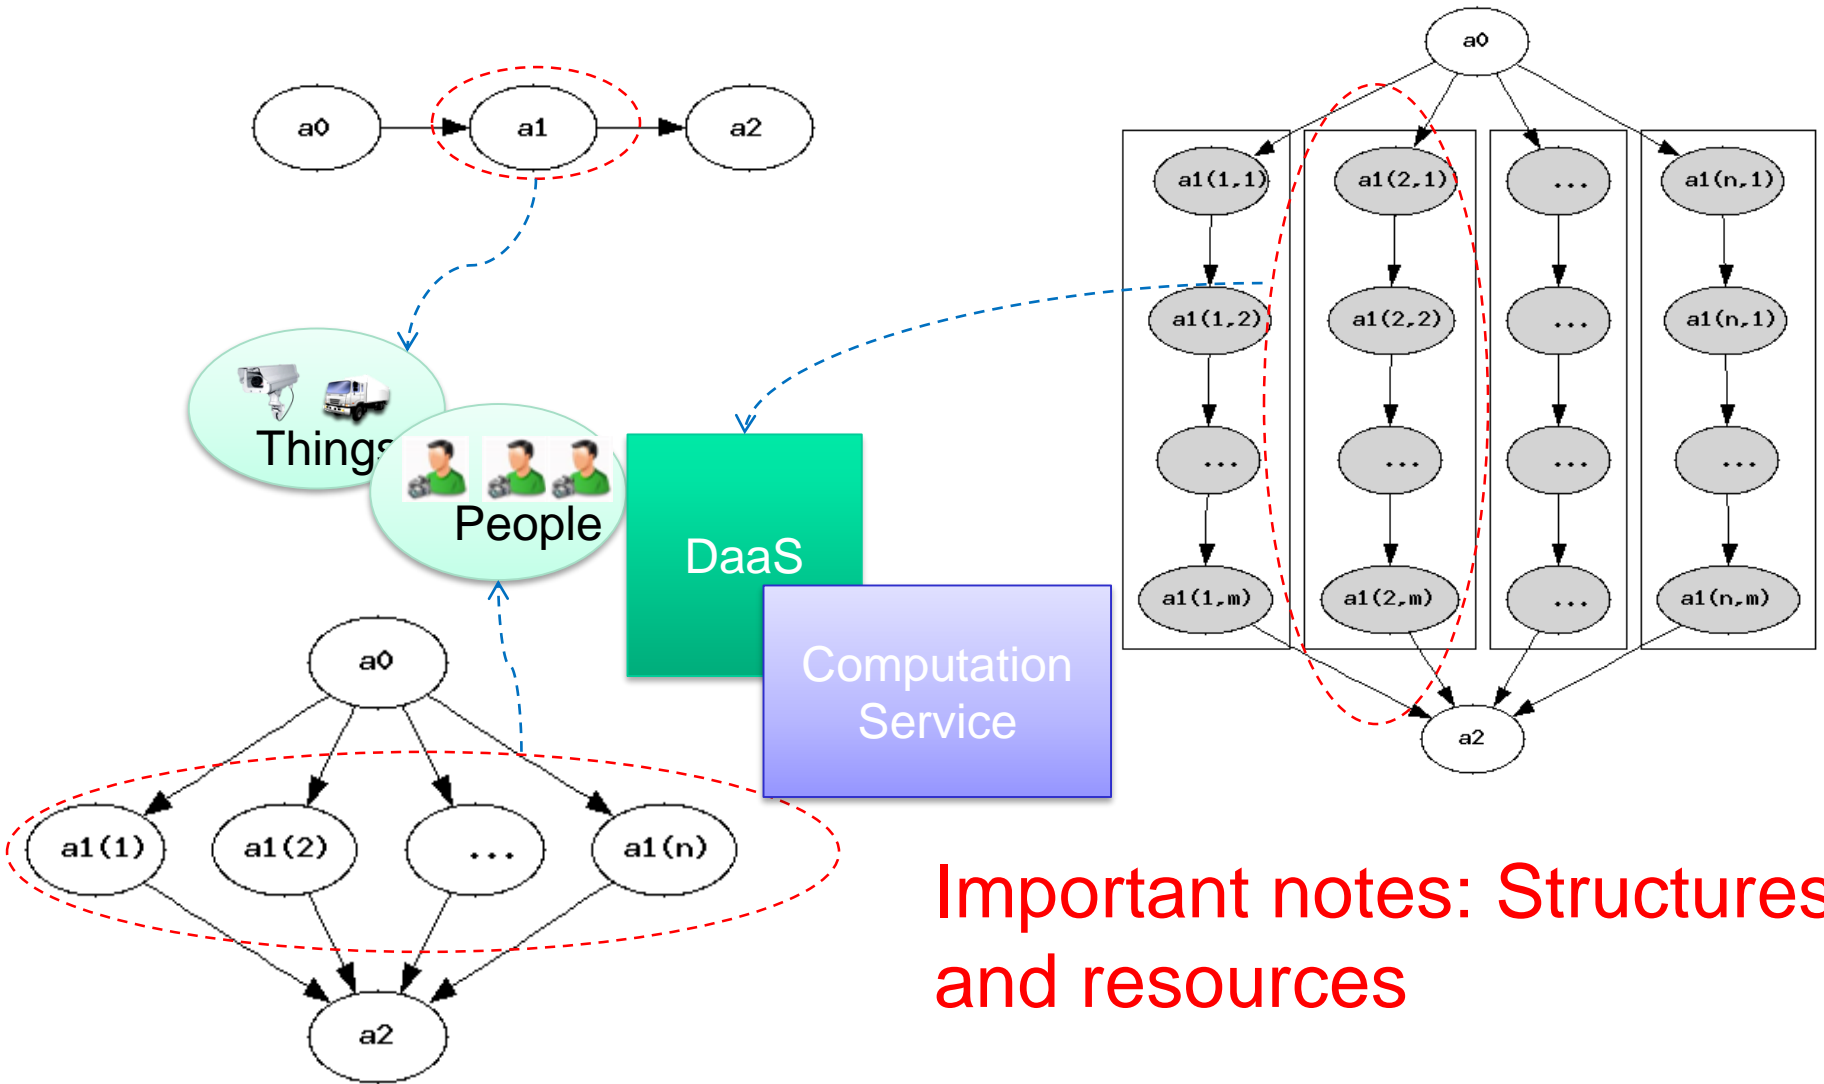 a0
a1
a2
a0
a1(1,1)
a1(2,1)
...
a1(n,1)
a1(1,2)
a1(2,2)
...
a1(n,1)
...
...
...
...
a1(1,m)
a1(2,m)
...
a1(n,m)
a2
Things
People
DaaS
Computation
Service
a0
a1(1)
a1(2)
...
a1(n)
a2
Important notes: Structures
and resources